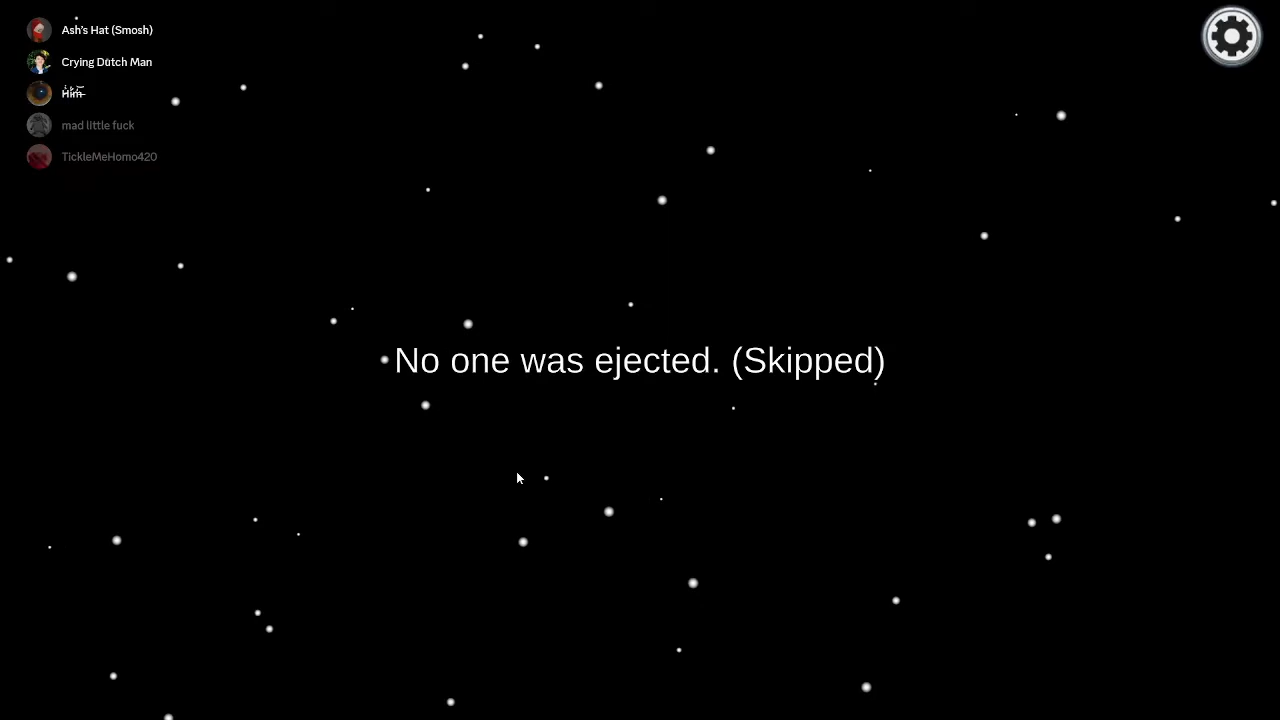 Ash's Hat (Smosh)
Crying Dutch Man
Him
mad little fuck
TickleMeHomo420
No one was ejected. (Skipped)